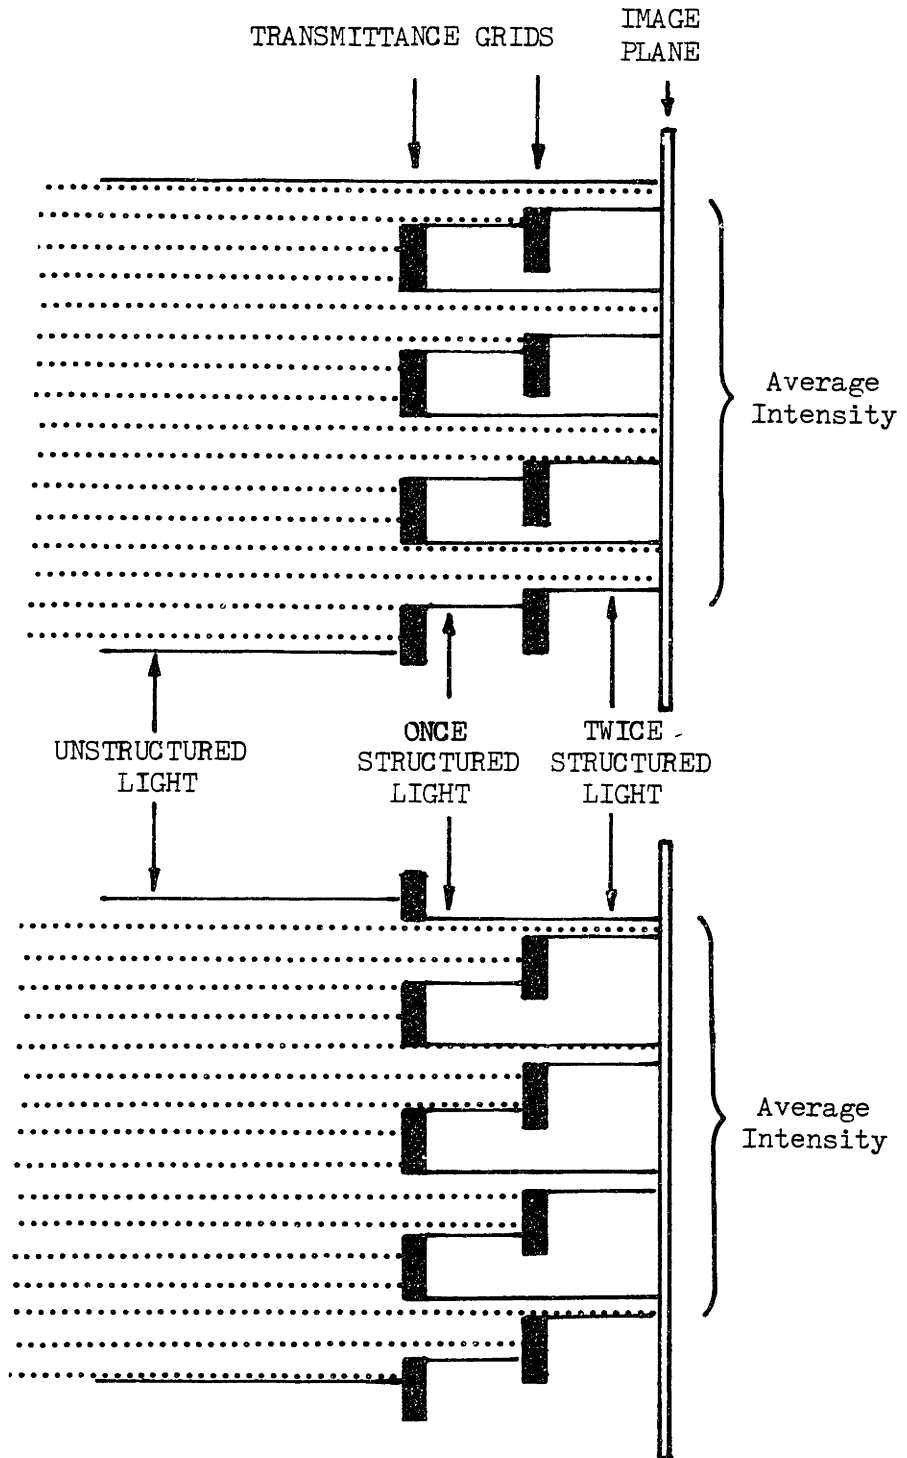 TRANSMITTANCE GRIDS
IMAGE
PLANE
Average
Intensity
UNSTRUCTURED
LIGHT
ONCE
STRUCTURED
LIGHT
TWICE
STRUCTURED
LIGHT
Average
Intensity